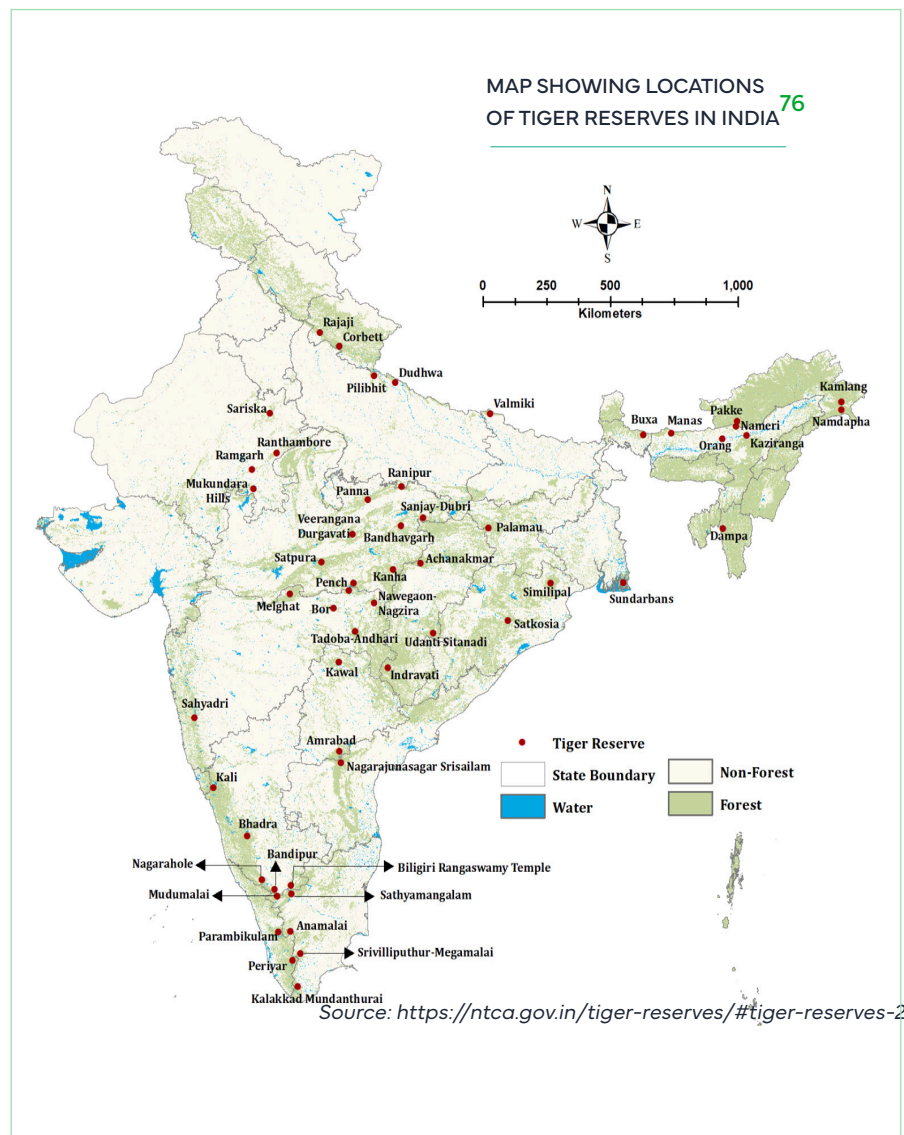 MAP SHOWING LOCATIONS
OF TIGER RESERVES IN INDIA 76
N
W E
S
0 250 500 1,000
Kilometers
Rajaji
Corbett
Pilibhit
Dudhwa
Valmiki
Sariska
Ranthambore
Ramgarh
Mukundara
Hills
Buxa
Manas
Pakke
Nameri
Orang
Kaziranga
Kamlang
Namdapha
Dampa
Ranipur
Panna
Sanjay-Dubri
Veerangana
Durgavati
Bandhavgarh
Palamau
Satpura
Achanakmar
Kanha
Pench
Melghat
Bor
Nawegaon-
Nagzira
Similipal
Sundarbans
Satkosia
Tadoba-Andhari
Udanti Sitanadi
Kawal
Indravati
Sahyadri
Amrabad
Nagarajunasagar Srisailam
Kali
Bhadra
Nagarahole
Bandipur
Biligiri Rangaswamy Temple
Mudumalai
Sathyamangalam
Parambikulam
Anamalai
Srivilliputhur-Megamalai
Periyar
Kalakkad Mundanthurai
Tiger Reserve
State Boundary
Water
Non-Forest
Forest
Source: https://ntca.gov.in/tiger-reserves/#tiger-reserves-2